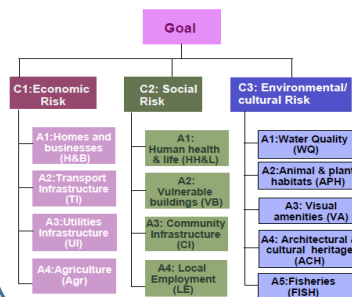 Goal
C1:Economic
Risk
A1:Homes and
businesses
(H&B)
A2:Transport
Infrastructure
(TI)
A3:Utilities
Infrastructure
(UI)
A4:Agriculture
(Agr)
C2: Social
Risk
A1:
Human health
& life (HH&L)
A2:
Vulnerable
buildings (VB)
A3: Community
Infrastructure
(CI)
A4: Local
Employment
(LE)
C3: Environmental/
cultural Risk
A1:Water Quality
(WQ)
A2:Animal & plant
habitats (APH)
A3: Visual
amenities (VA)
A4: Architectural &
cultural heritage
(ACH)
A5:Fisheries
(FISH)